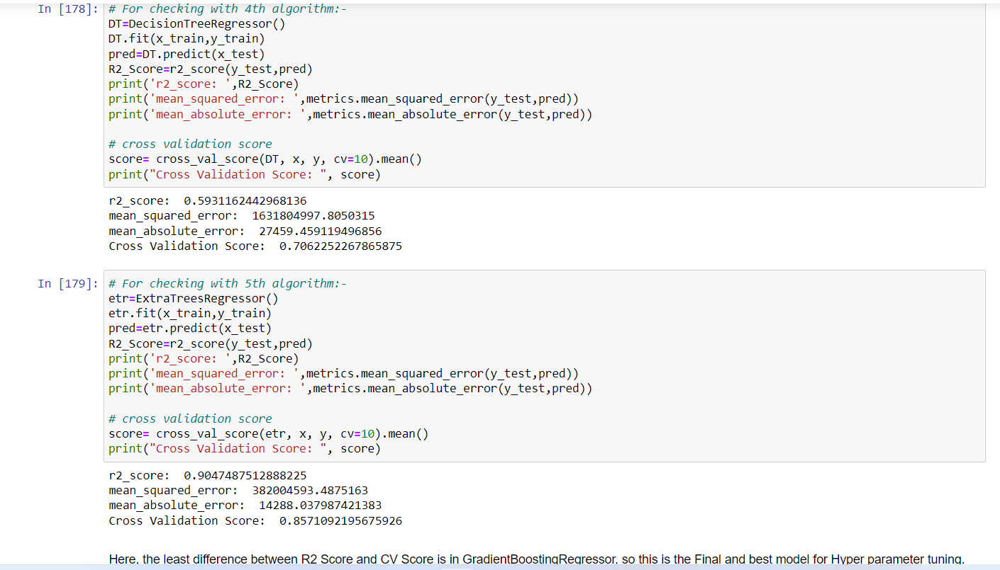 In [178]: # For checking with 4th algorithm:-
DT=DecisionTreeRegressor()
DT.fit(x_train,y_train)
pred=DT.predict(x_test)
R2_Score=r2_score(y_test,pred)
print('r2_score: ',R2_Score)
print('mean_squared_error: ',metrics.mean_squared_error(y_test,pred))
print('mean_absolute_error: ',metrics.mean_absolute_error(y_test,pred))
# cross validation score
score= cross_val_score(DT, x, y, cv=10).mean()
print("Cross Validation Score: ", score)
r2_score:  0.5931162442968136
mean_squared_error:  1631804997.8050315
mean_absolute_error:  27459.459119496856
Cross Validation Score:  0.7062252267865875
In [179]: # For checking with 5th algorithm:-
etr=ExtraTreesRegressor()
etr.fit(x_train,y_train)
pred=etr.predict(x_test)
R2_Score=r2_score(y_test,pred)
print('r2_score: ',R2_Score)
print('mean_squared_error: ',metrics.mean_squared_error(y_test,pred))
print('mean_absolute_error: ',metrics.mean_absolute_error(y_test,pred))
# cross validation score
score= cross_val_score(etr, x, y, cv=10).mean()
print("Cross Validation Score: ", score)
r2_score:  0.9047487512888225
mean_squared_error:  382004593.4875163
mean_absolute_error:  14288.037987421383
Cross Validation Score:  0.8571092195675926
Here, the least difference between R2 Score and CV Score is in GradientBoostingRegressor, so this is the Final and best model for Hyper parameter tuning.